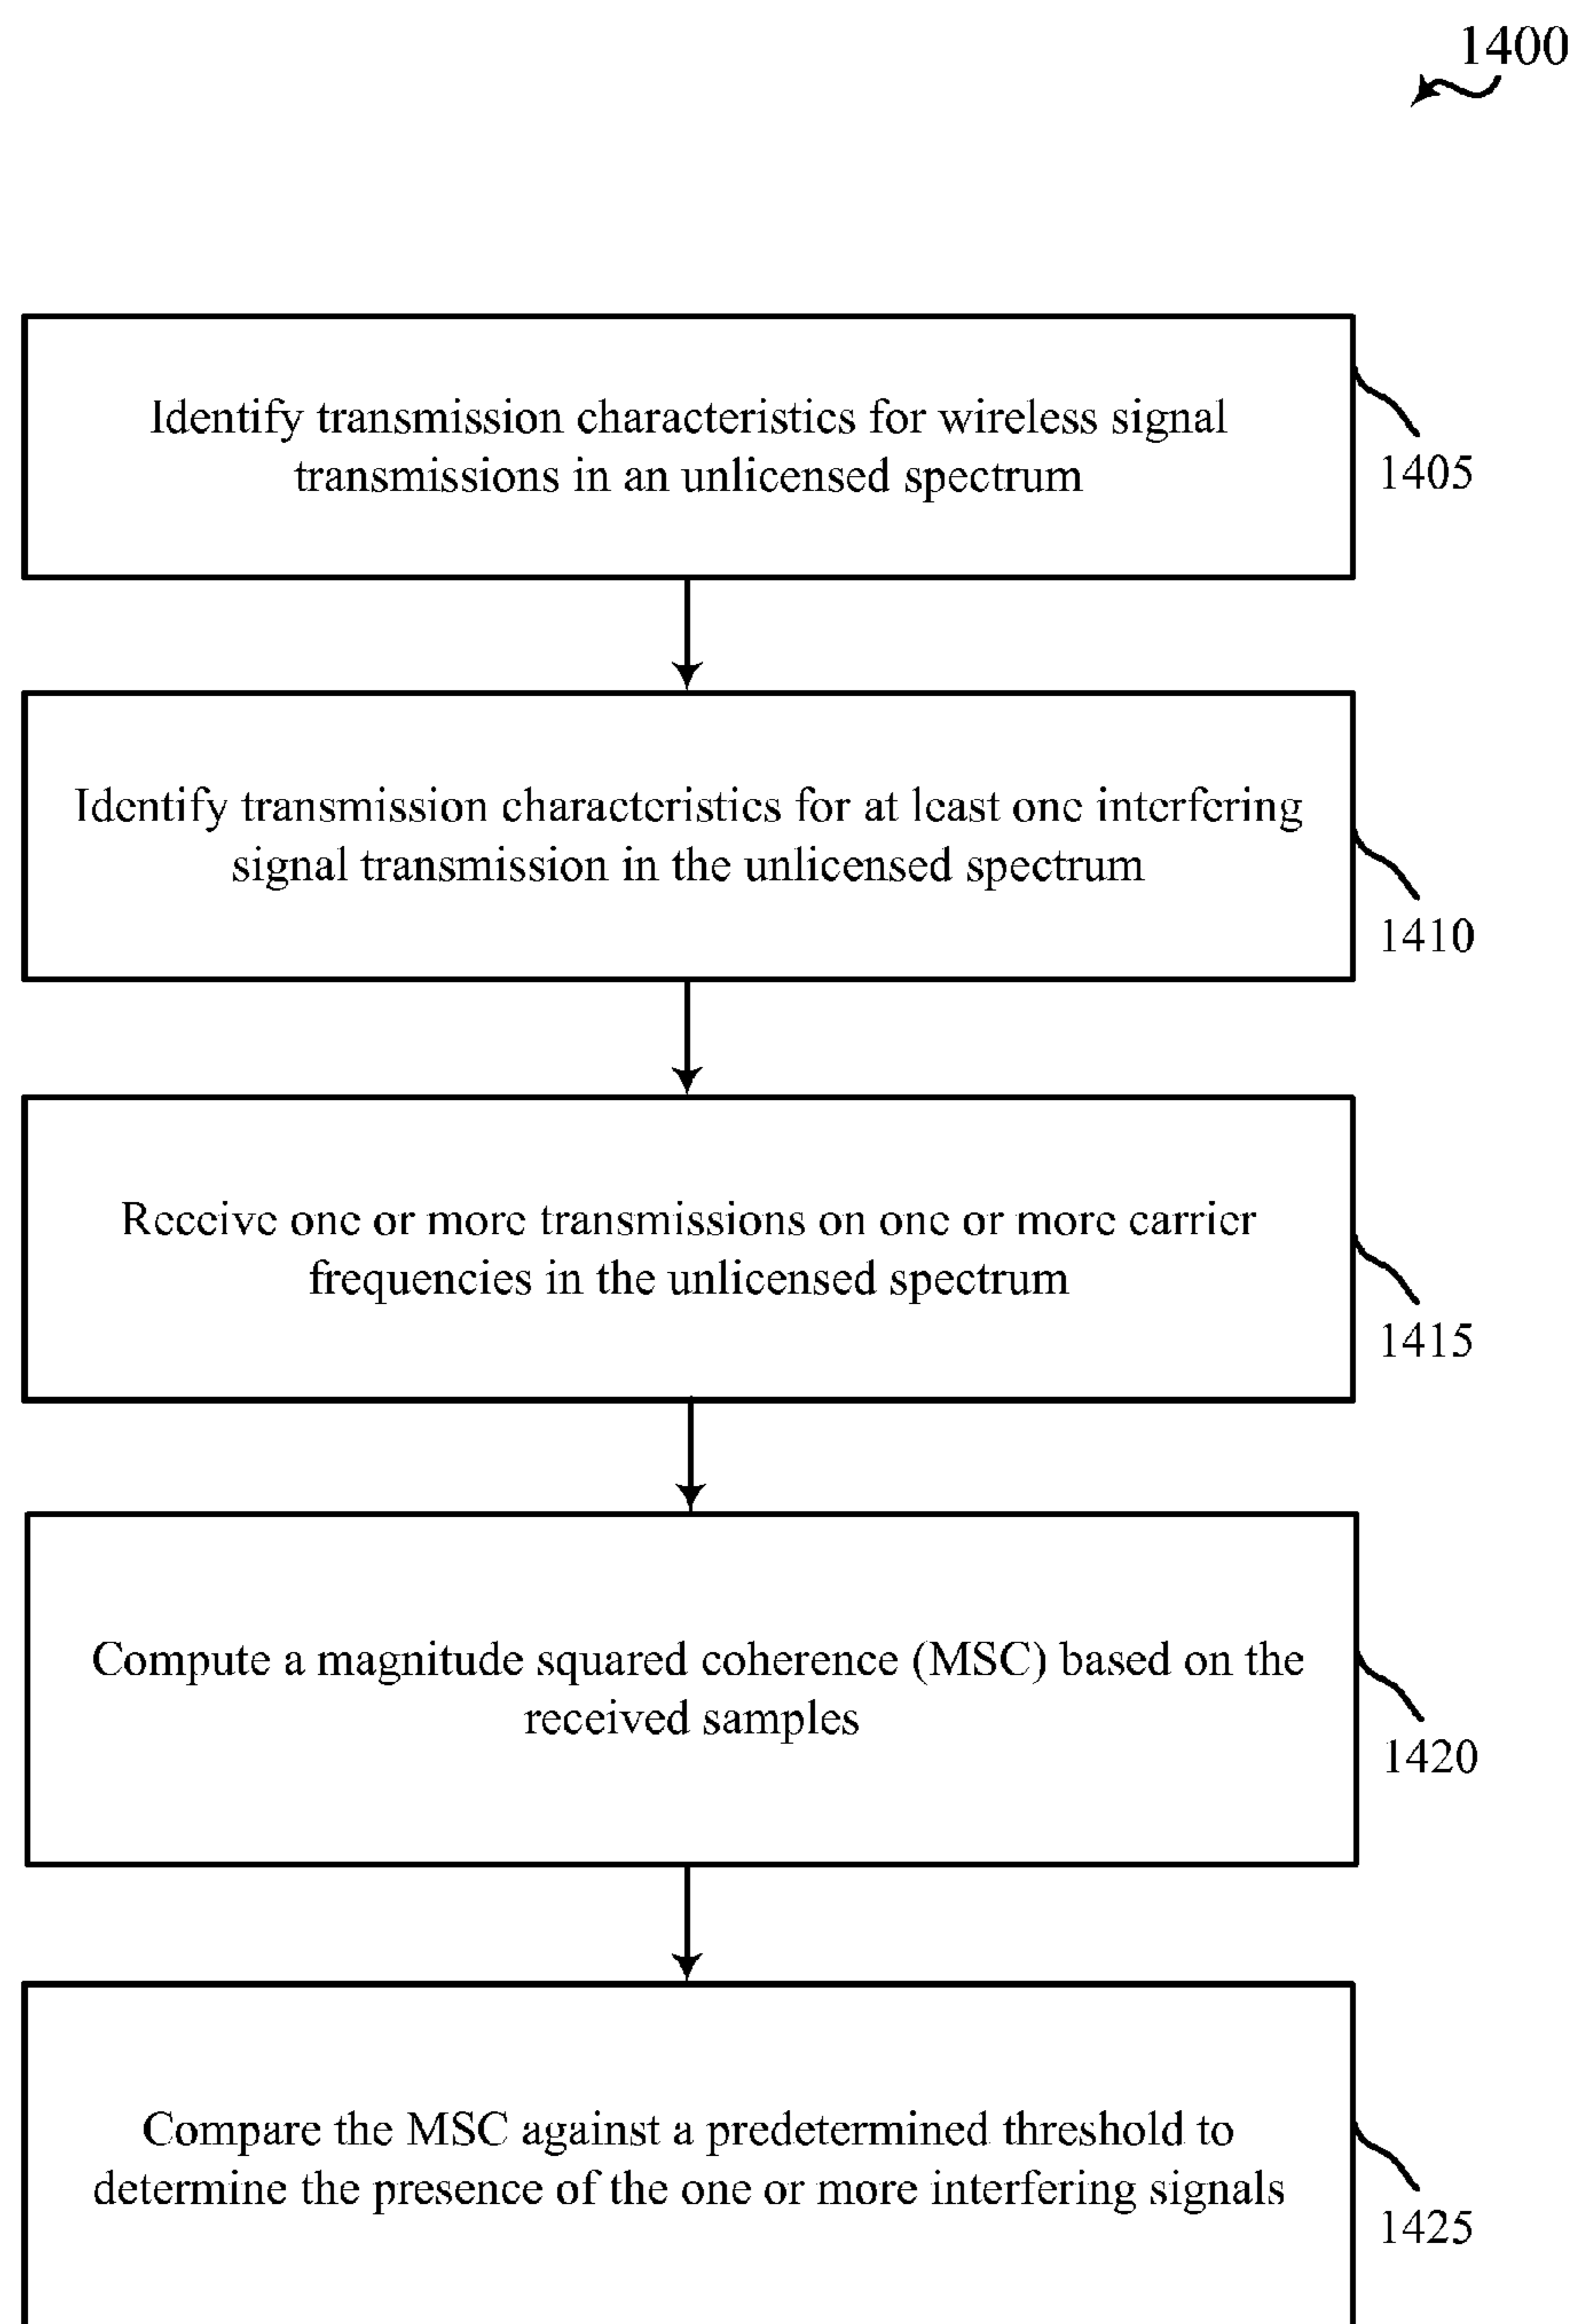 1400
Identify transmission characteristics for wireless signal
transmissions in an unlicensed spectrum
1405
Identify transmission characteristics for at least one interfering
signal transmission in the unlicensed spectrum
1410
Receive one or more transmissions on one or more carrier
frequencies in the unlicensed spectrum
1415
Compute a magnitude squared coherence (MSC) based on the
received samples
1420
Compare the MSC against a predetermined threshold to
determine the presence of the one or more interfering signals
1425